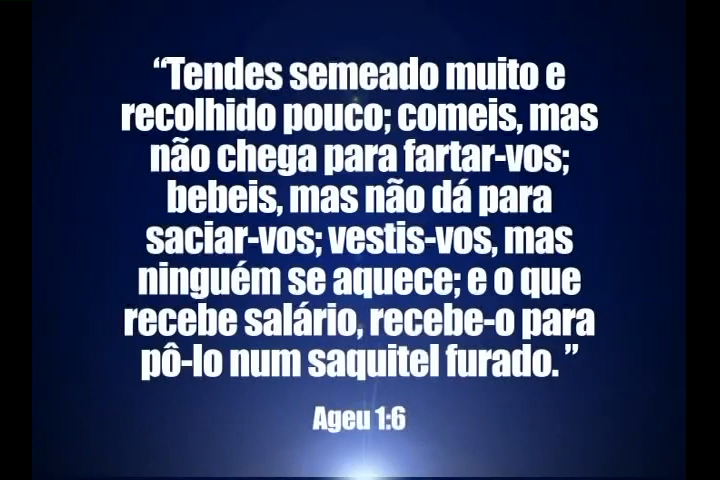 “Tendes semeado muito e
recolhido pouco; comeis, mas
não chega para fartar-vos;
bebeis, mas não dá para
saciar-vos; vestis-vos, mas
ninguém se aquece; e o que
recebe salário, recebe-o para
pô-lo num saquitel furado. ”
Ageu 1:6